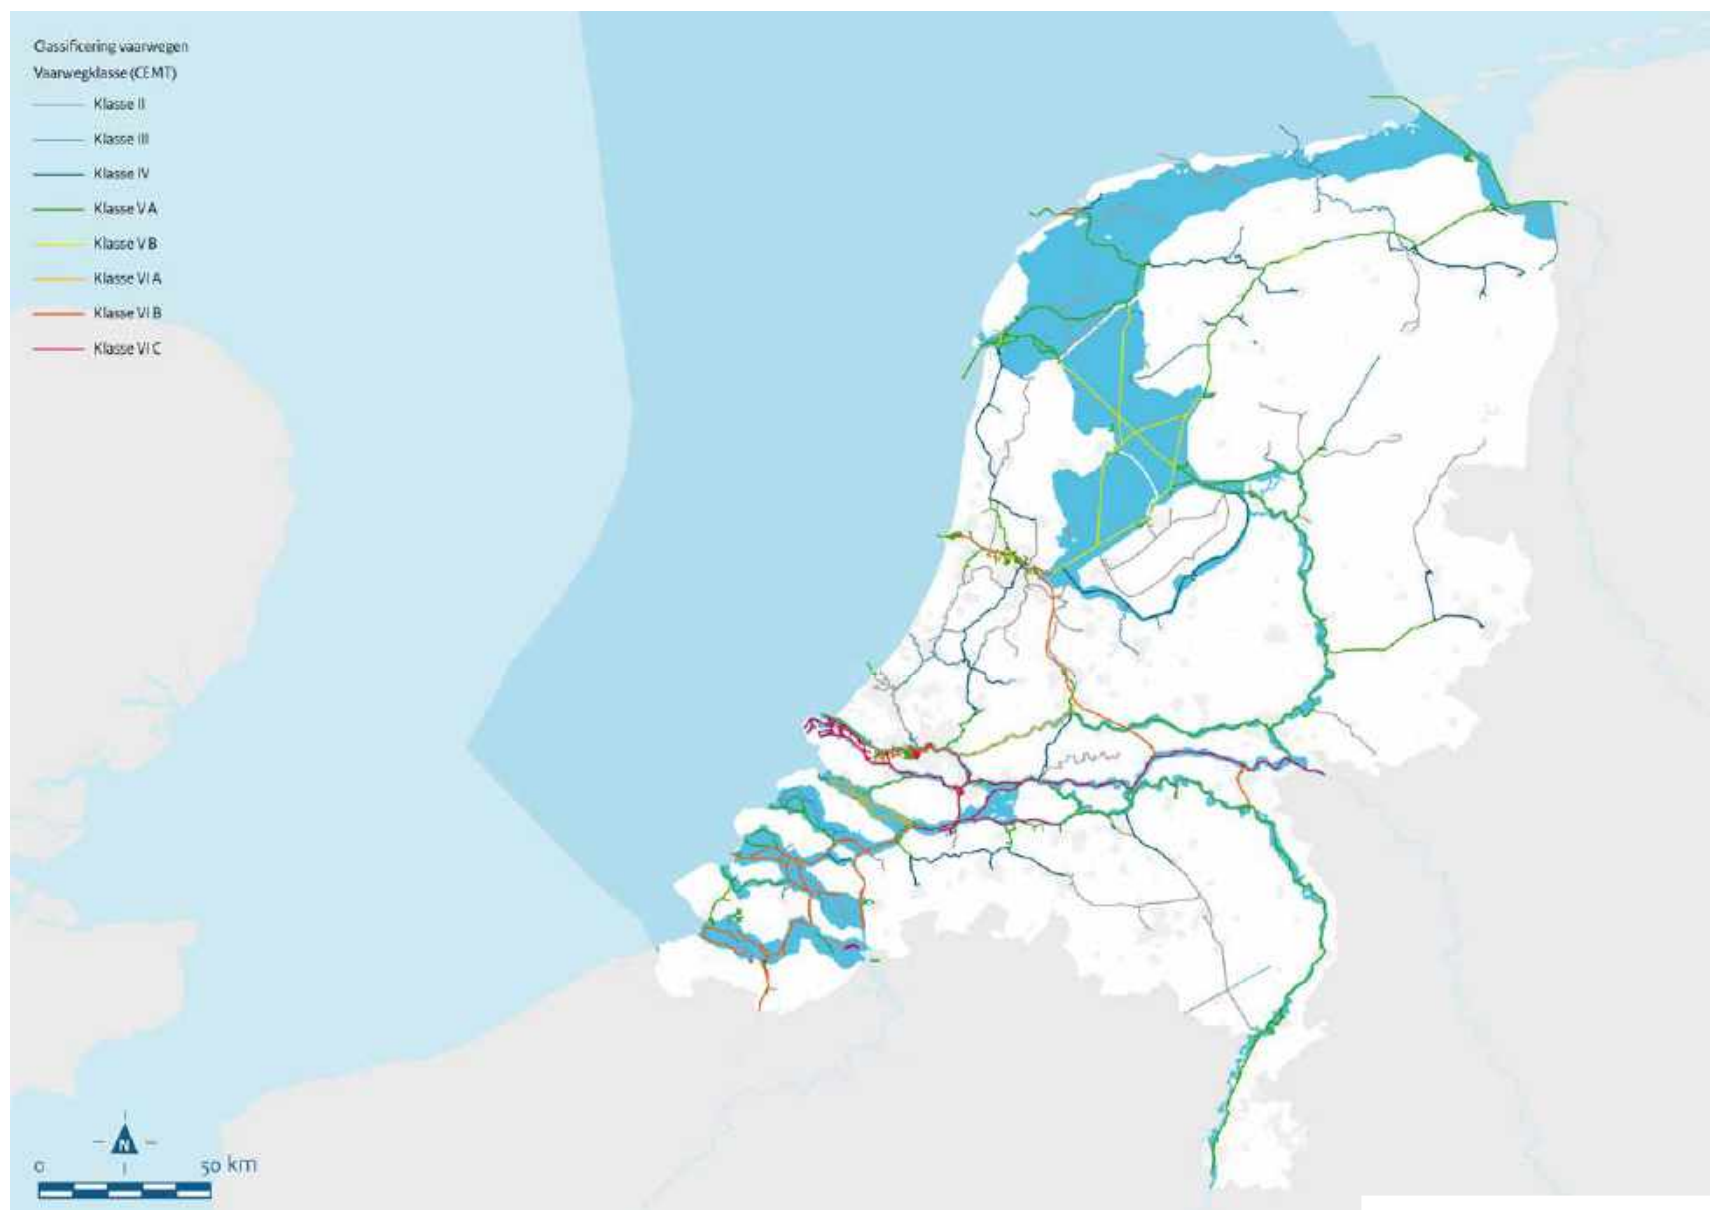 Classificering vaarwegen
Vaarwegklasse (CEMT)
Klasse II
Klasse III
Klasse IV
Klasse V A
Klasse V B
Klasse VI A
Klasse VI B
Klasse VI C
N
0 50 km